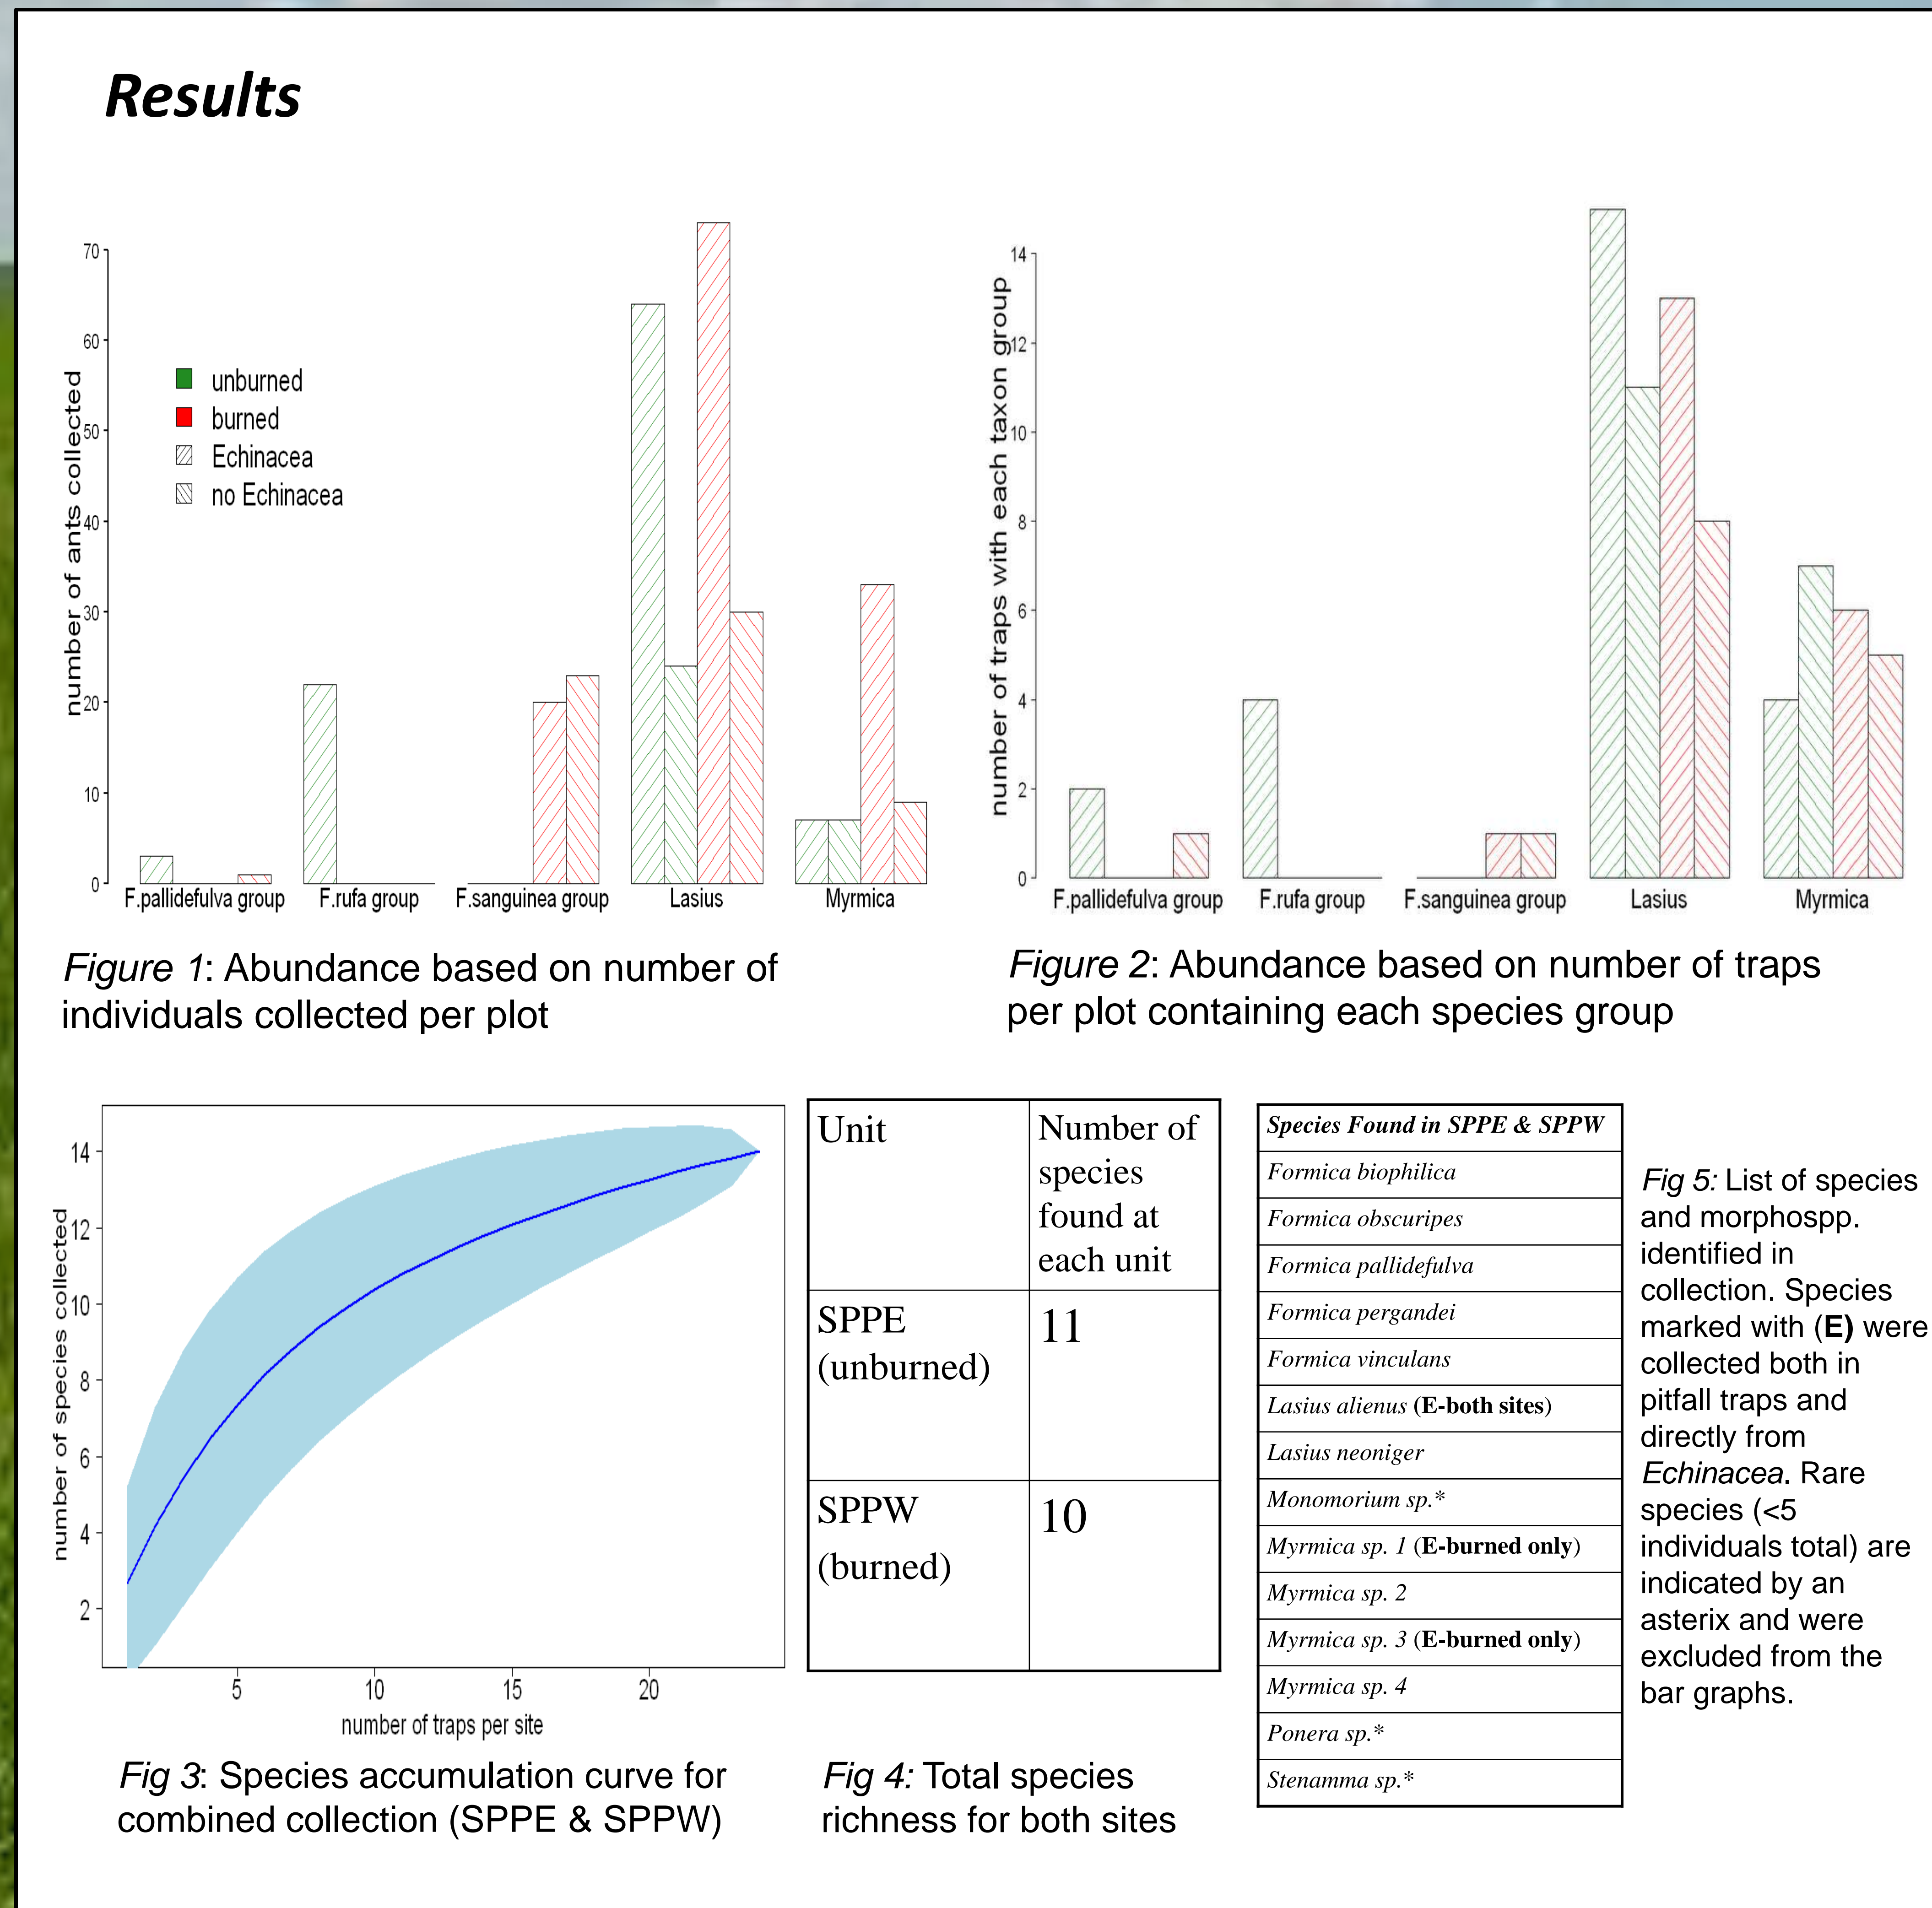 Results
number of ants collected
70
60
50
40
30
20
10
0
unburned
burned
Echinacea
no Echinacea
F.pallidefulva group
F.rufa group
F.sanguinea group
Lasius
Myrmica
Figure 1: Abundance based on number of
individuals collected per plot
number of traps with each taxon group
14
12
10
8
6
4
2
0
F.pallidefulva group
F.rufa group
F.sanguinea group
Lasius
Myrmica
Figure 2: Abundance based on number of traps
per plot containing each species group
number of species collected
14
12
10
8
6
4
2
5
10
15
20
number of traps per site
Fig 3: Species accumulation curve for
combined collection (SPPE & SPPW)
Unit
Number of
species
found at
each unit
SPPE
(unburned)
11
SPPW
(burned)
10
Fig 4: Total species
richness for both sites
Species Found in SPPE & SPPW
Formica biophilica
Formica obscuripes
Formica pallidefulva
Formica pergandei
Formica vinculans
Lasius alienus (E-both sites)
Lasius neoniger
Monomorium sp.*
Myrmica sp. 1 (E-burned only)
Myrmica sp. 2
Myrmica sp. 3 (E-burned only)
Myrmica sp. 4
Ponera sp.*
Stenamma sp.*
Fig 5: List of species
and morphospp.
identified in
collection. Species
marked with (E) were
collected both in
pitfall traps and
directly from
Echinacea. Rare
species (<5
individuals total) are
indicated by an
asterix and were
excluded from the
bar graphs.